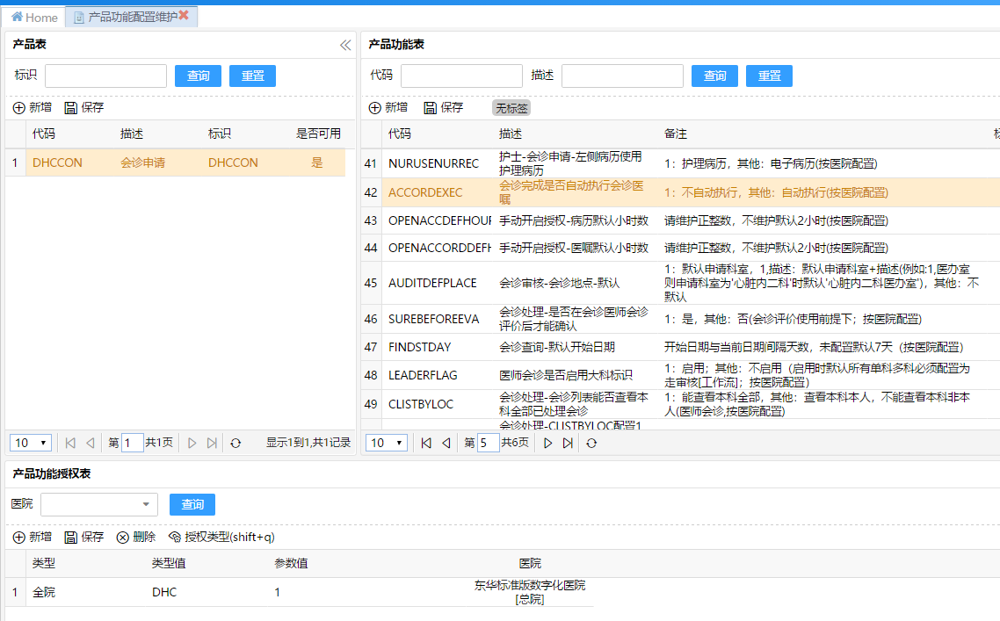 Home 产品功能配置维护
产品表
标识 查询 重置
新增 保存
代码 描述 标识 是否可用
1 DHCCON 会诊申请 DHCCON 是
10 第 1 共1页 显示1到1,共1记录
产品功能表
代码 描述 查询 重置
新增 保存 无标签
代码 描述 备注
41 NURUSENURREC 护士-会诊申请-左侧病历使用
护理病历 1：护理病历，其他：电子病历(按医院配置)
42 ACCORDEXEC 会诊完成是否自动执行会诊医
嘱 1：不自动执行，其他：自动执行(按医院配置)
43 OPENACCDEFHOUR 手动开启授权-病历默认小时数 请维护正整数，不维护默认2小时(按医院配置)
44 OPENACCORDDEFH 手动开启授权-医嘱默认小时数 请维护正整数，不维护默认2小时(按医院配置)
45 AUDITDEFPLACE 会诊审核-会诊地点-默认 1：默认申请科室，1,描述：默认申请科室+描述(例如:1,医办室
则申请科室为'心脏内二科'时默认'心脏内二科医办室')，其他：不
默认
46 SUREBEFOREEVA 会诊处理-是否在会诊医师会诊
评价后才能确认 1：是，其他：否(会诊评价使用前提下；按医院配置)
47 FINDSTDAY 会诊查询-默认开始日期 开始日期与当前日期间隔天数，未配置默认7天（按医院配置）
48 LEADERFLAG 医师会诊是否启用大科标识 1：启用；其他：不启用（启用时默认所有单科多科必须配置为
走审核[工作流]；按医院配置）
49 CLISTBYLOC 会诊处理-会诊列表能否查看本
科全部已处理会诊 1：能查看本科全部，其他：查看本科本人，不能查看本科非本
人(医师会诊,按医院配置)
会诊处理-CLISTBYLOC配置1
10 第 5 共6页
产品功能授权表
医院 查询
新增 保存 删除 授权类型(shift+q)
类型 类型值 参数值 医院
1 全院 DHC 1 东华标准版数字化医院
[总院]